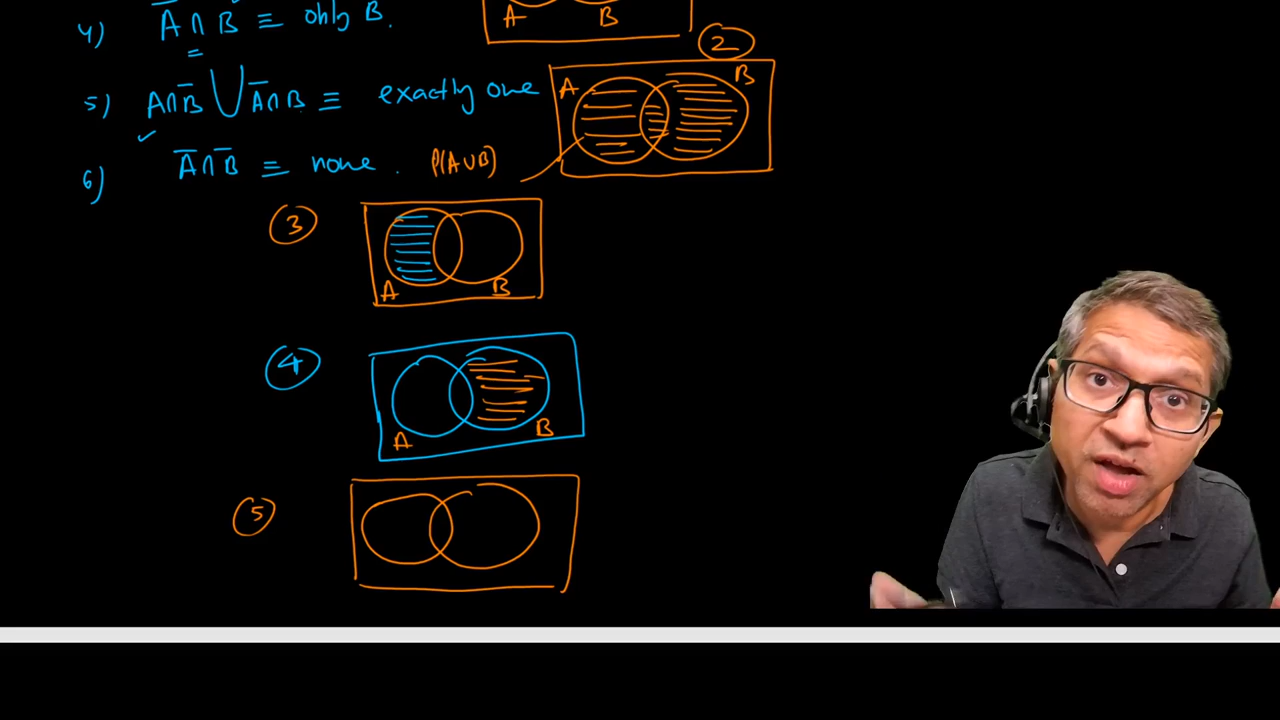 4) A̅ ∩ B ≡ only B.
A B
2
5) A∩B̅ ⋃ A̅∩B ≡ exactly one
A B
6) A̅∩B̅ ≡ none. P(A∪B)
3
A B
4
A B
5